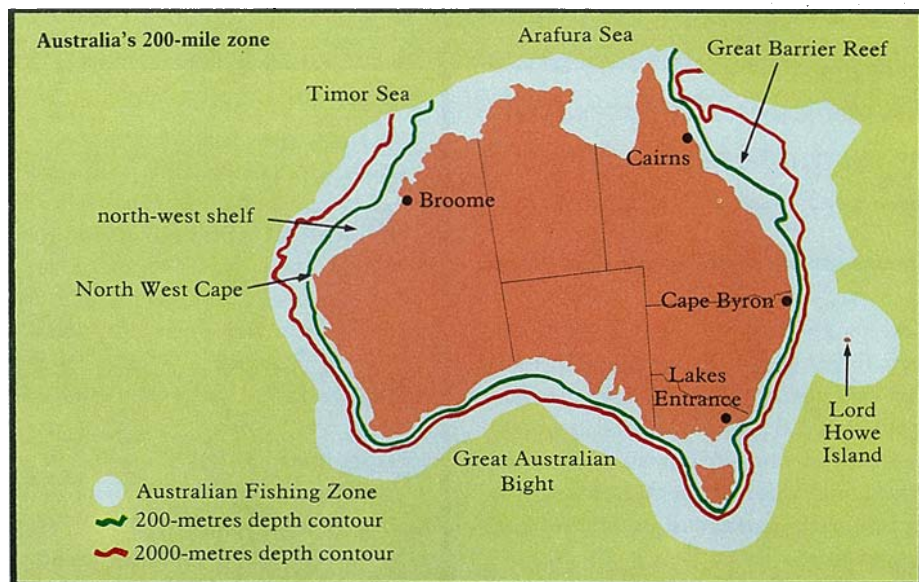 Australia's 200-mile zone
Arafura Sea
Great Barrier Reef
Timor Sea
Cairns
Broome
north-west shelf
North West Cape
Cape Byron
Lakes
Entrance
Lord
Howe
Island
Great Australian
Bight
Australian Fishing Zone
200-metres depth contour
2000-metres depth contour